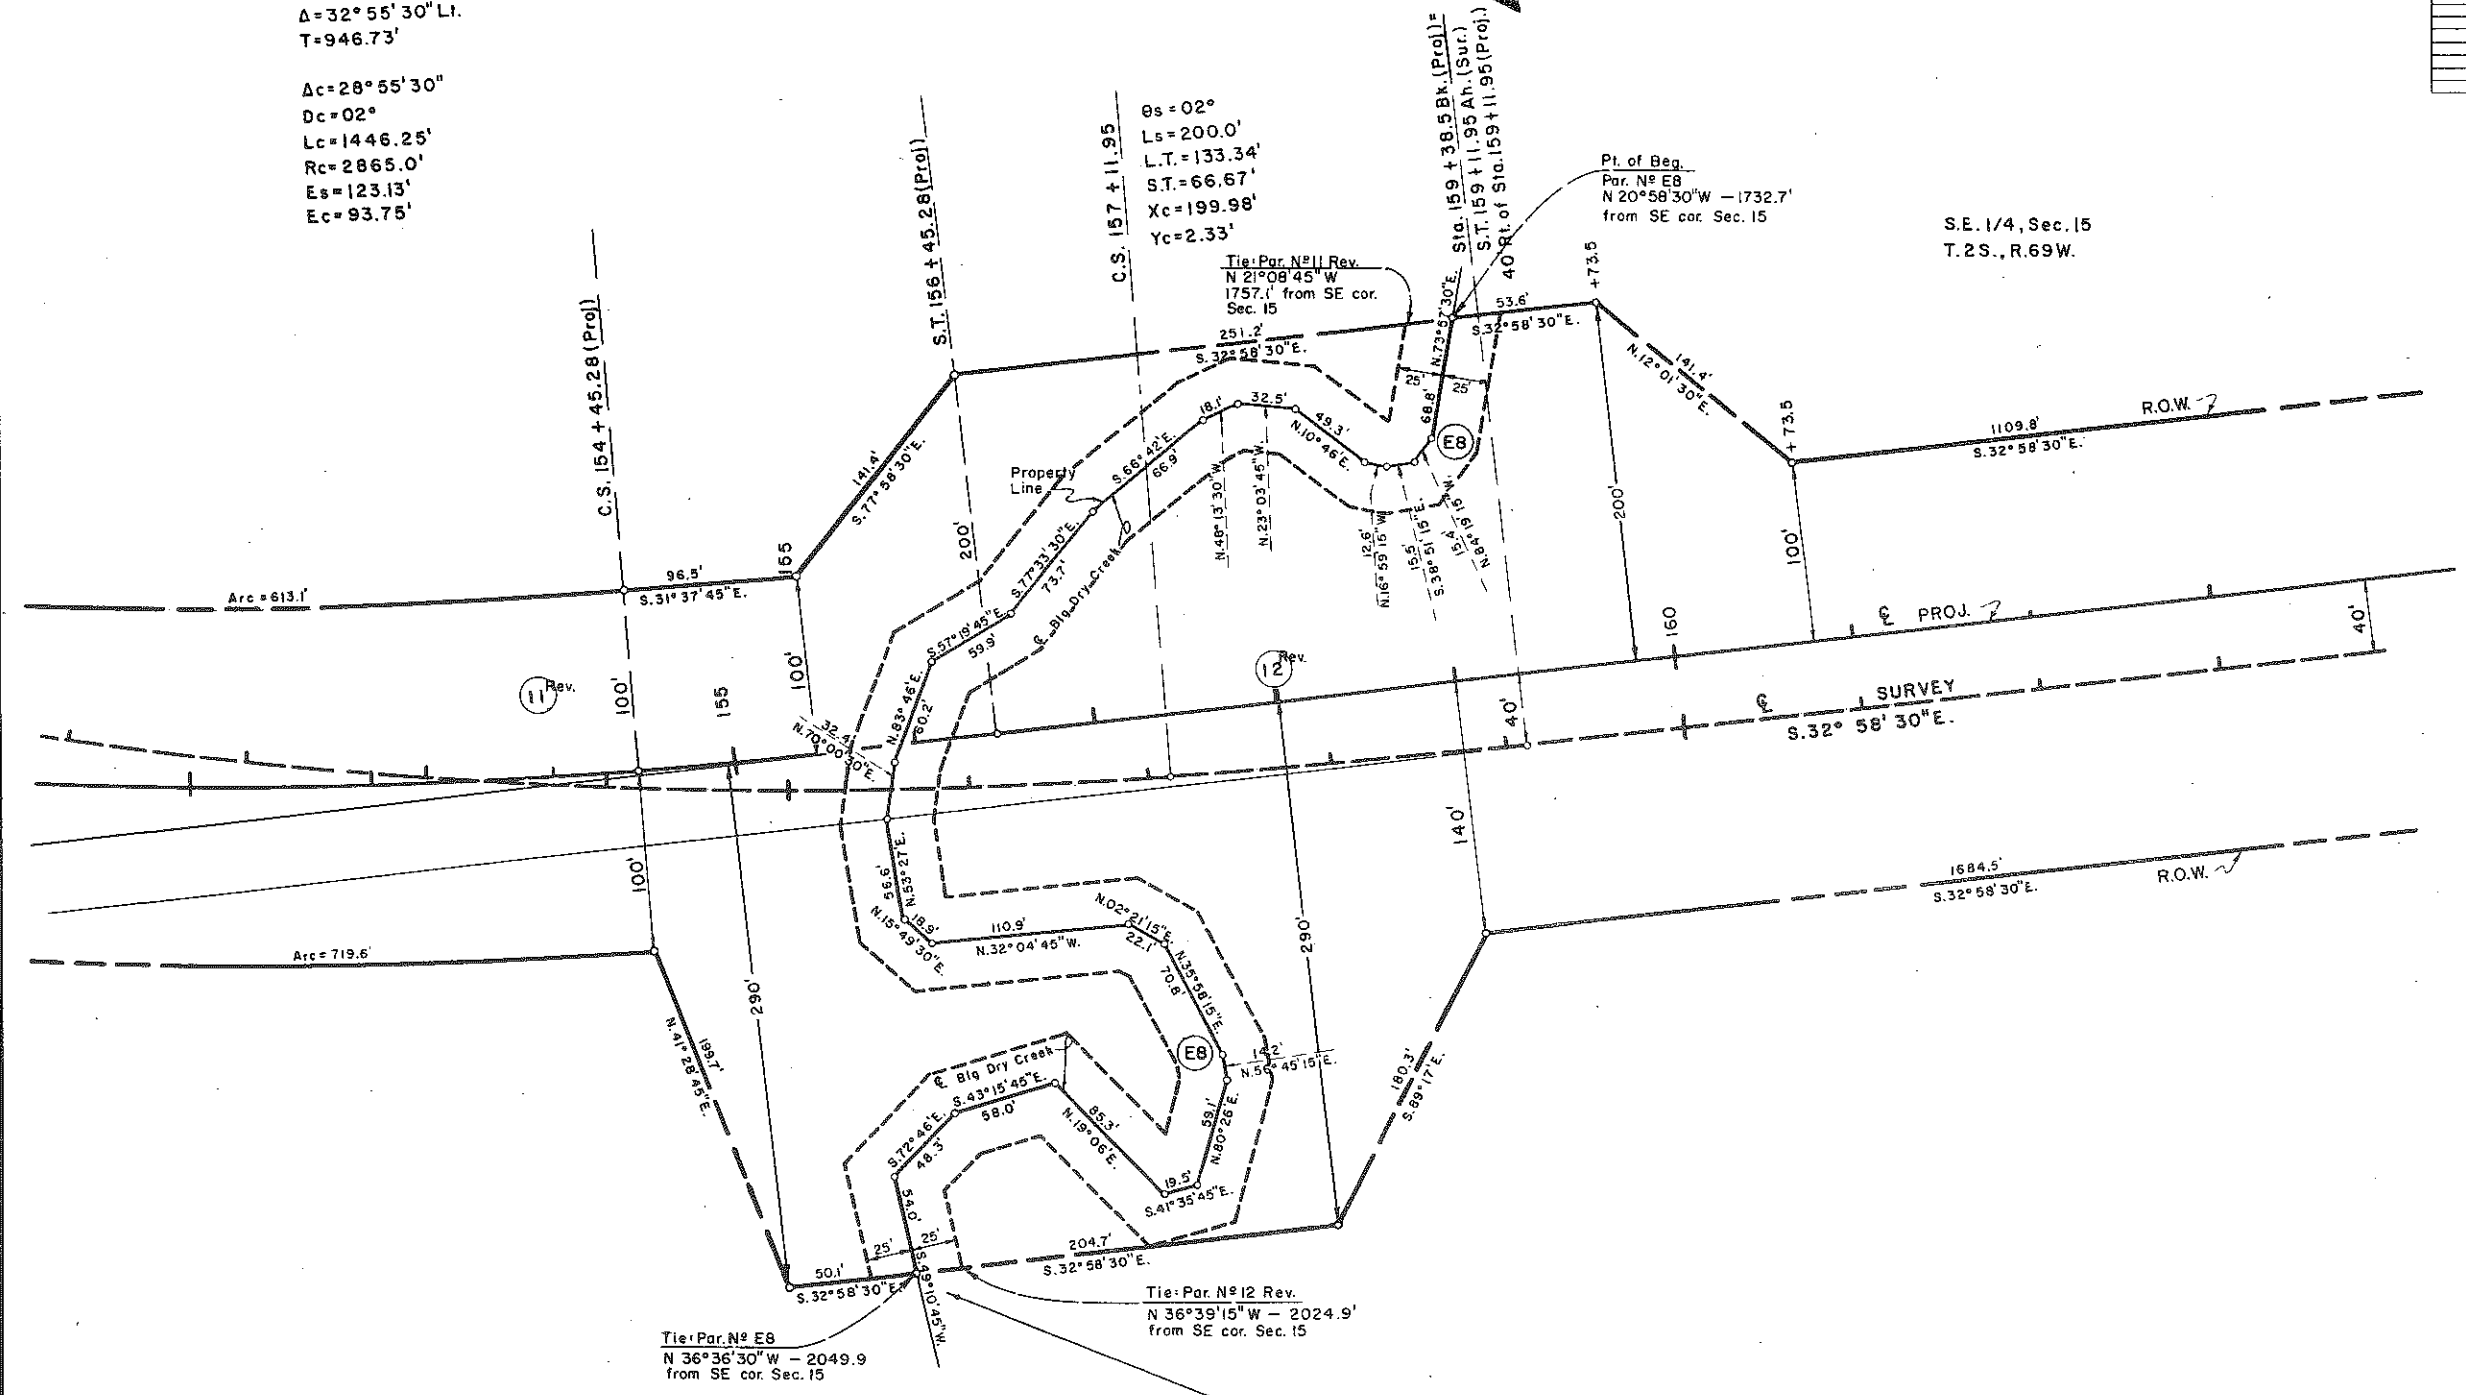 Δ=32°55'30"Lt.
T=946.73'
Δc=28°55'30"
Dc=02°
Lc=1446.25'
Rc=2865.0'
Es=123.13'
Ec=93.75'
θs=02°
Ls=200.0'
L.T.=133.34'
S.T.=66.67'
Xc=199.98'
Yc=2.33'
C.S. 154+45.28(Proj)
S.T. 156+45.28(Proj)
C.S. 157+11.95
Sta. 159+38.5 Bk.(Proj)=
S.T. 159+11.95 Ah.(Sur.)
40' Rt. of Sta. 159+11.95(Proj.)
Pt. of Beg.
Par. Nº E8
N 20°58'30"W – 1732.7'
from SE cor. Sec. 15
S.E. 1/4, Sec. 15
T. 2S., R. 69W.
Tie: Par. Nº 11 Rev.
N 21°08'45"W
1757.1' from SE cor.
Sec. 15
251.2'
S.32°58'30"E.
53.6'
S.32°58'30"E.
+73.5
141.4'
N.12°01'30"E.
+73.5
1109.8'
S.32°58'30"E.
R.O.W.
N.73°57'30"E.
68.8'
25'
25'
E8
18.1'
32.5'
49.3'
N.10°46'E.
N.48°13'30"W.
N.23°03'45"W.
12.6'
N.16°59'15"W.
15.5'
S.38°51'15"E.
15.4'
N.84°19'15"W.
S.66°42'E.
66.9'
Property
Line
S.77°33'30"E.
73.7'
℄ Big Dry Creek
S.57°19'45"E.
59.9'
N.83°46'E.
60.2'
32.4'
N.70°00'30"E.
141.4'
S.77°58'30"E.
200'
155
96.5'
S.31°37'45"E.
Arc=613.1'
100'
100'
155
11 Rev.
12 Rev.
200'
100'
160
℄ PROJ.
40'
℄ SURVEY
S.32°58'30"E.
40'
140'
100'
56.6'
N.53°27'E.
18.9'
N.15°49'30"E.
110.9'
N.32°04'45"W.
N.02°21'15"E.
22.1'
N.35°58'15"E.
70.8'
E8
14.2'
N.56°45'15"E.
59.1'
N.80°26'E.
19.5'
S.41°35'45"E.
85.3'
N.19°06'E.
℄ Big Dry Creek
S.43°15'45"E.
58.0'
S.72°46'E.
48.3'
54.0'
S.49°10'45"W.
25'
25'
290'
290'
1684.5'
S.32°58'30"E.
R.O.W.
180.3'
S.89°17'E.
Arc=719.6'
199.7'
N.41°28'45"E.
50.1'
S.32°58'30"E.
204.7'
S.32°58'30"E.
Tie: Par. Nº 12 Rev.
N 36°39'15"W – 2024.9'
from SE cor. Sec. 15
Tie: Par. Nº E8
N 36°36'30"W – 2049.9
from SE cor. Sec. 15